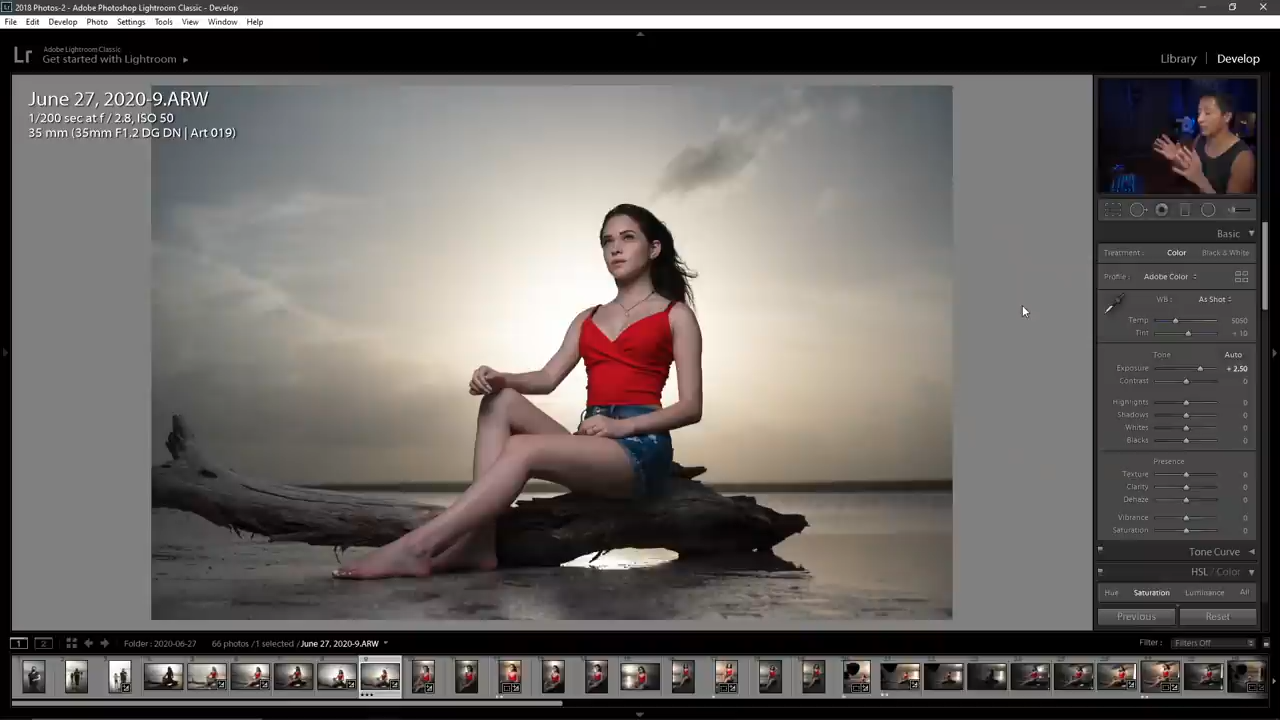 2018 Photos-2 - Adobe Photoshop Lightroom Classic - Develop
File Edit Develop Photo Settings Tools View Window Help
Lr
Adobe Lightroom Classic
Get started with Lightroom
Library | Develop
June 27, 2020-9.ARW
1/200 sec at f / 2.8, ISO 50
35 mm (35mm F1.2 DG DN | Art 019)
Basic
Treatment: Color Black & White
Profile: Adobe Color
WB: As Shot
Temp 5050
Tint + 10
Tone Auto
Exposure + 2.50
Contrast 0
Highlights 0
Shadows 0
Whites 0
Blacks 0
Presence
Texture 0
Clarity 0
Dehaze 0
Vibrance 0
Saturation 0
Tone Curve
HSL / Color
Hue Saturation Luminance All
Previous Reset
1 2 Folder: 2020-06-27 66 photos / 1 selected / June 27, 2020-9.ARW Filter: Filters Off